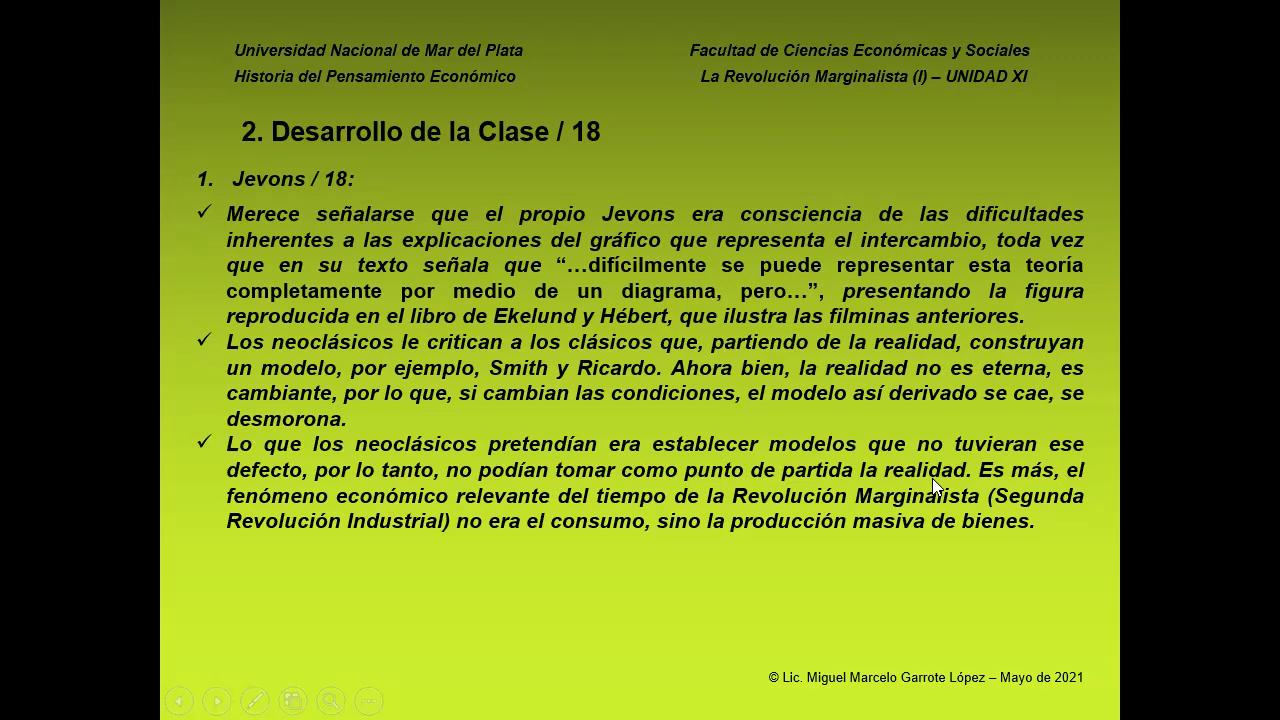 Universidad Nacional de Mar del Plata
Facultad de Ciencias Económicas y Sociales
Historia del Pensamiento Económico
La Revolución Marginalista (I) – UNIDAD XI
2. Desarrollo de la Clase / 18
1. Jevons / 18:
✓ Merece señalarse que el propio Jevons era consciencia de las dificultades
inherentes a las explicaciones del gráfico que representa el intercambio, toda vez
que en su texto señala que “…difícilmente se puede representar esta teoría
completamente por medio de un diagrama, pero…”, presentando la figura
reproducida en el libro de Ekelund y Hébert, que ilustra las filminas anteriores.
✓ Los neoclásicos le critican a los clásicos que, partiendo de la realidad, construyan
un modelo, por ejemplo, Smith y Ricardo. Ahora bien, la realidad no es eterna, es
cambiante, por lo que, si cambian las condiciones, el modelo así derivado se cae, se
desmorona.
✓ Lo que los neoclásicos pretendían era establecer modelos que no tuvieran ese
defecto, por lo tanto, no podían tomar como punto de partida la realidad. Es más, el
fenómeno económico relevante del tiempo de la Revolución Marginalista (Segunda
Revolución Industrial) no era el consumo, sino la producción masiva de bienes.
© Lic. Miguel Marcelo Garrote López – Mayo de 2021